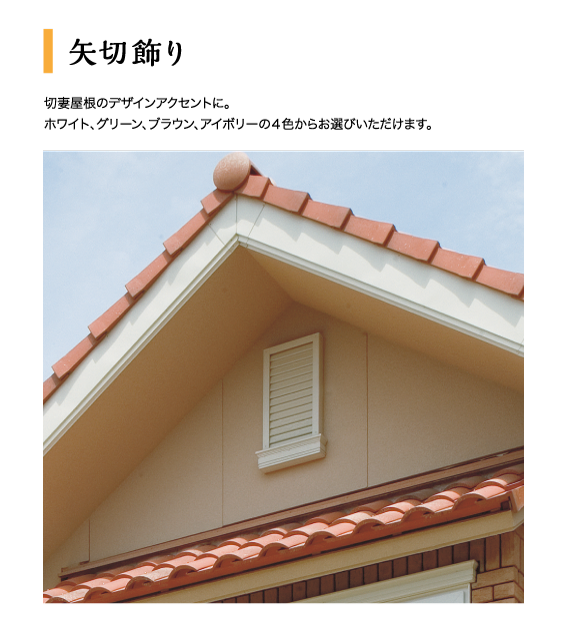 矢切飾り
切妻屋根のデザインアクセントに。
ホワイト、グリーン、ブラウン、アイボリーの4色からお選びいただけます。